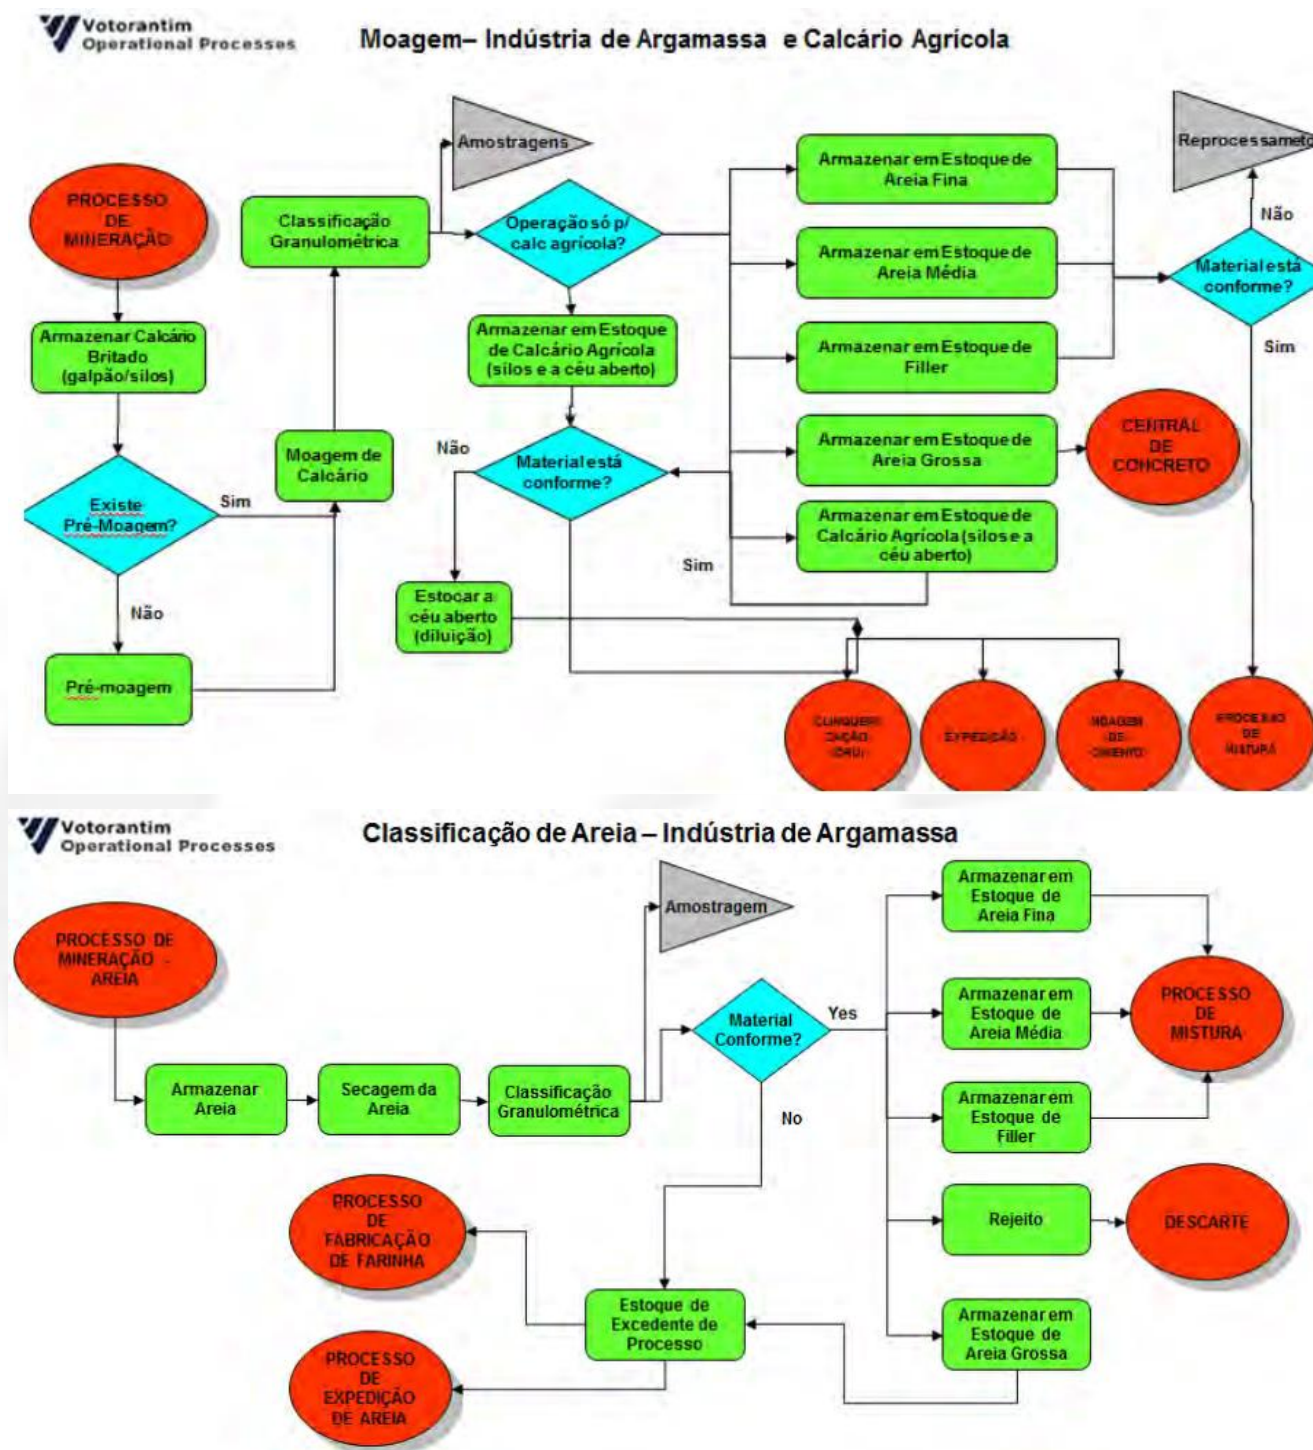 Votorantim
Operational Processes
Moagem– Indústria de Argamassa e Calcário Agrícola
PROCESSO
DE
MINERAÇÃO
Armazenar Calcário
Britado
(galpão/silos)
Existe
Pré-Moagem?
Sim
Não
Pré-moagem
Moagem de
Calcário
Classificação
Granulométrica
Amostragens
Operação só p/
calc agrícola?
Armazenar em Estoque
de Calcário Agrícola
(silos e a céu aberto)
Não
Material está
conforme?
Sim
Estocar a
céu aberto
(diluição)
Armazenar em Estoque de
Areia Fina
Armazenar em Estoque de
Areia Média
Armazenar em Estoque de
Filler
Armazenar em Estoque de
Areia Grossa
Armazenar em Estoque de
Calcário Agrícola (silos e a
céu aberto)
CENTRAL
DE
CONCRETO
Reprocessameto
Não
Material está
conforme?
Sim
EXPEDIÇÃO
MOAGEM
DE
CIMENTO
PROCESSO
DE
MISTURA
Votorantim
Operational Processes
Classificação de Areia – Indústria de Argamassa
PROCESSO DE
MINERAÇÃO -
AREIA
Armazenar
Areia
Secagem da
Areia
Classificação
Granulométrica
Amostragem
Material
Conforme?
Yes
No
Armazenar em
Estoque de
Areia Fina
Armazenar em
Estoque de
Areia Média
Armazenar em
Estoque de
Filler
Rejeito
Armazenar em
Estoque de
Areia Grossa
PROCESSO
DE
MISTURA
DESCARTE
Estoque de
Excedente de
Processo
PROCESSO
DE
FABRICAÇÃO
DE FARINHA
PROCESSO
DE
EXPEDIÇÃO
DE AREIA